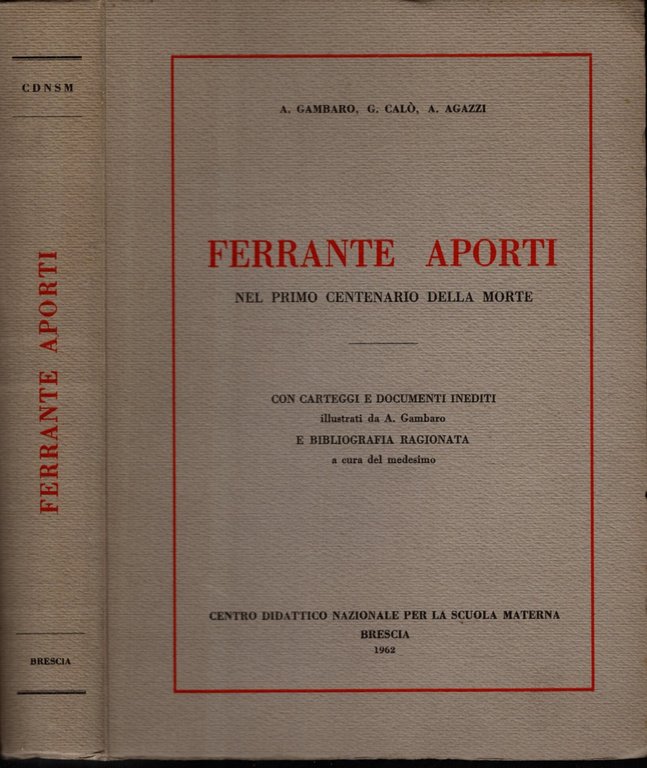 CDNSM
FERRANTE APORTI
BRESCIA
A. GAMBARO, G. CALÒ, A. AGAZZI
FERRANTE APORTI
NEL PRIMO CENTENARIO DELLA MORTE
CON CARTEGGI E DOCUMENTI INEDITI
illustrati da A. Gambaro
E BIBLIOGRAFIA RAGIONATA
a cura del medesimo
CENTRO DIDATTICO NAZIONALE PER LA SCUOLA MATERNA
BRESCIA
1962